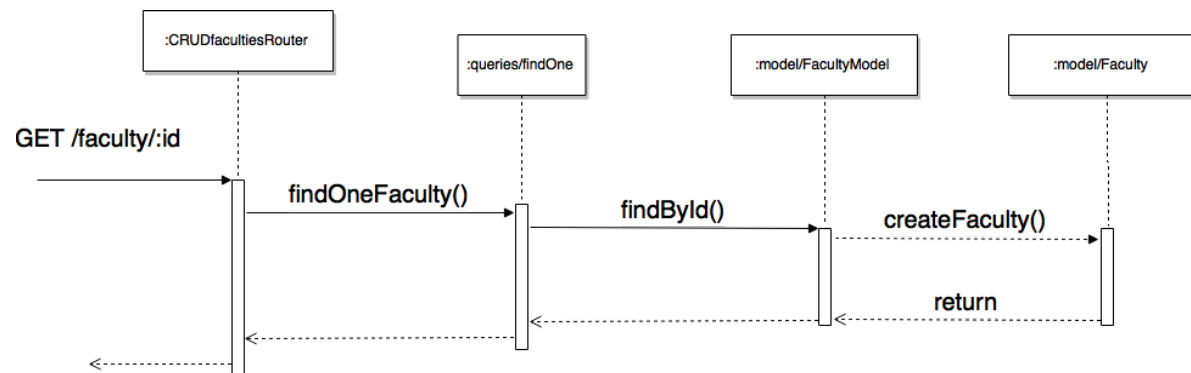 :CRUDfacultiesRouter
:queries/findOne
:model/FacultyModel
:model/Faculty
GET /faculty/:id
findOneFaculty()
findById()
createFaculty()
return